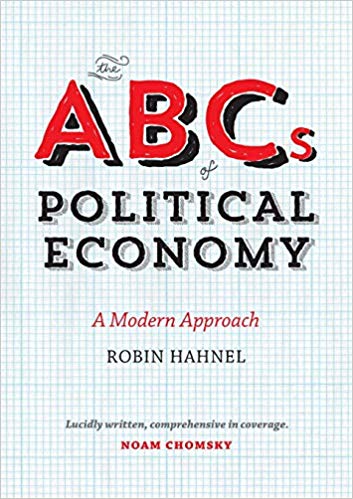 the
ABCs
of
POLITICAL
ECONOMY
A Modern Approach
ROBIN HAHNEL
Lucidly written, comprehensive in coverage.
NOAM CHOMSKY